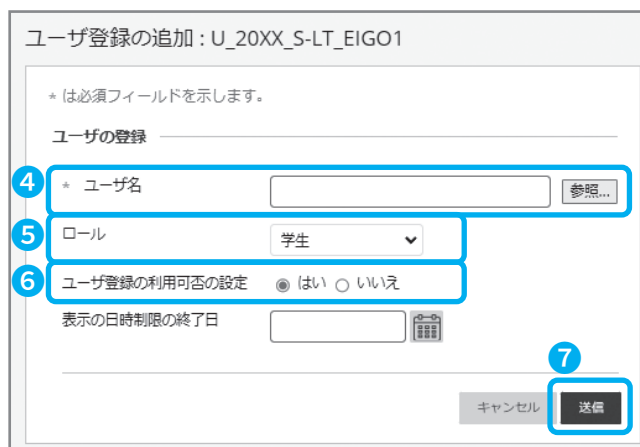 ユーザ登録の追加 : U_20XX_S-LT_EIGO1
* は必須フィールドを示します。
ユーザの登録
4 * ユーザ名 参照...
5 ロール 学生
6 ユーザ登録の利用可否の設定 はい いいえ
表示の日時制限の終了日
7
キャンセル 送信